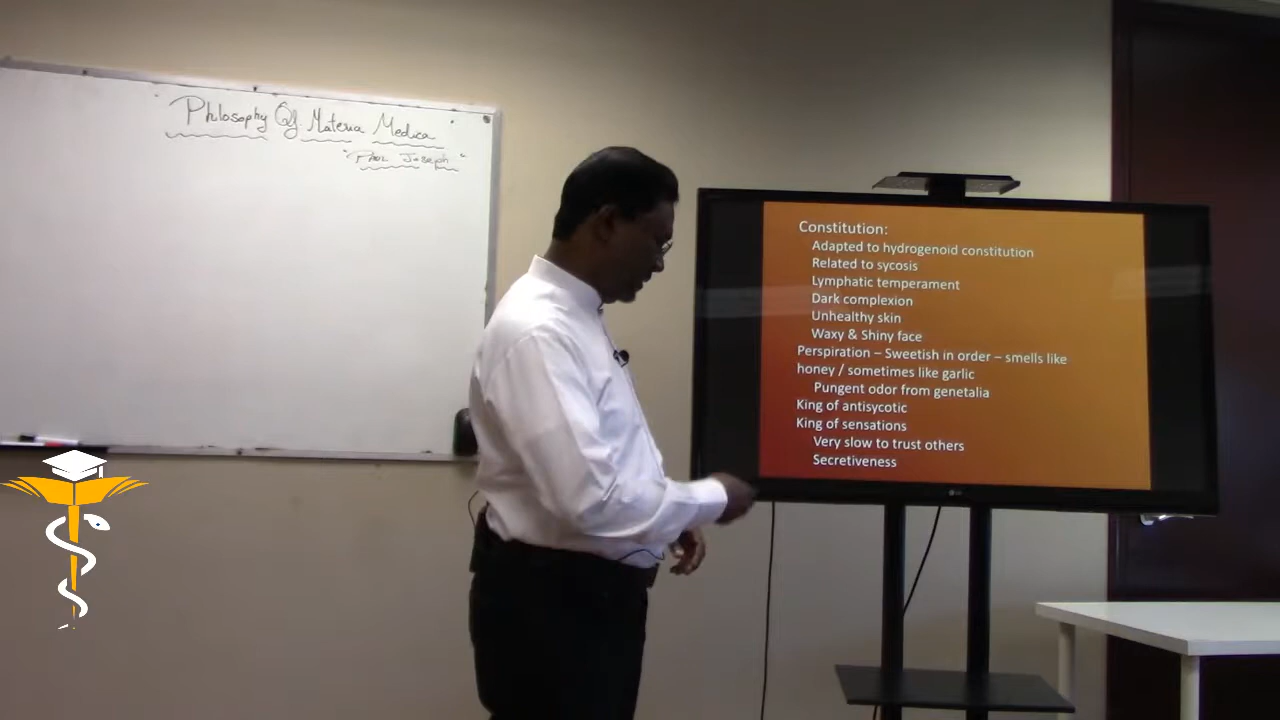 Philosophy Of Materia Medica
"Prof. Joseph"
Constitution:
Adapted to hydrogenoid constitution
Related to sycosis
Lymphatic temperament
Dark complexion
Unhealthy skin
Waxy & Shiny face
Perspiration – Sweetish in order – smells like
honey / sometimes like garlic
Pungent odor from genetalia
King of antisycotic
King of sensations
Very slow to trust others
Secretiveness